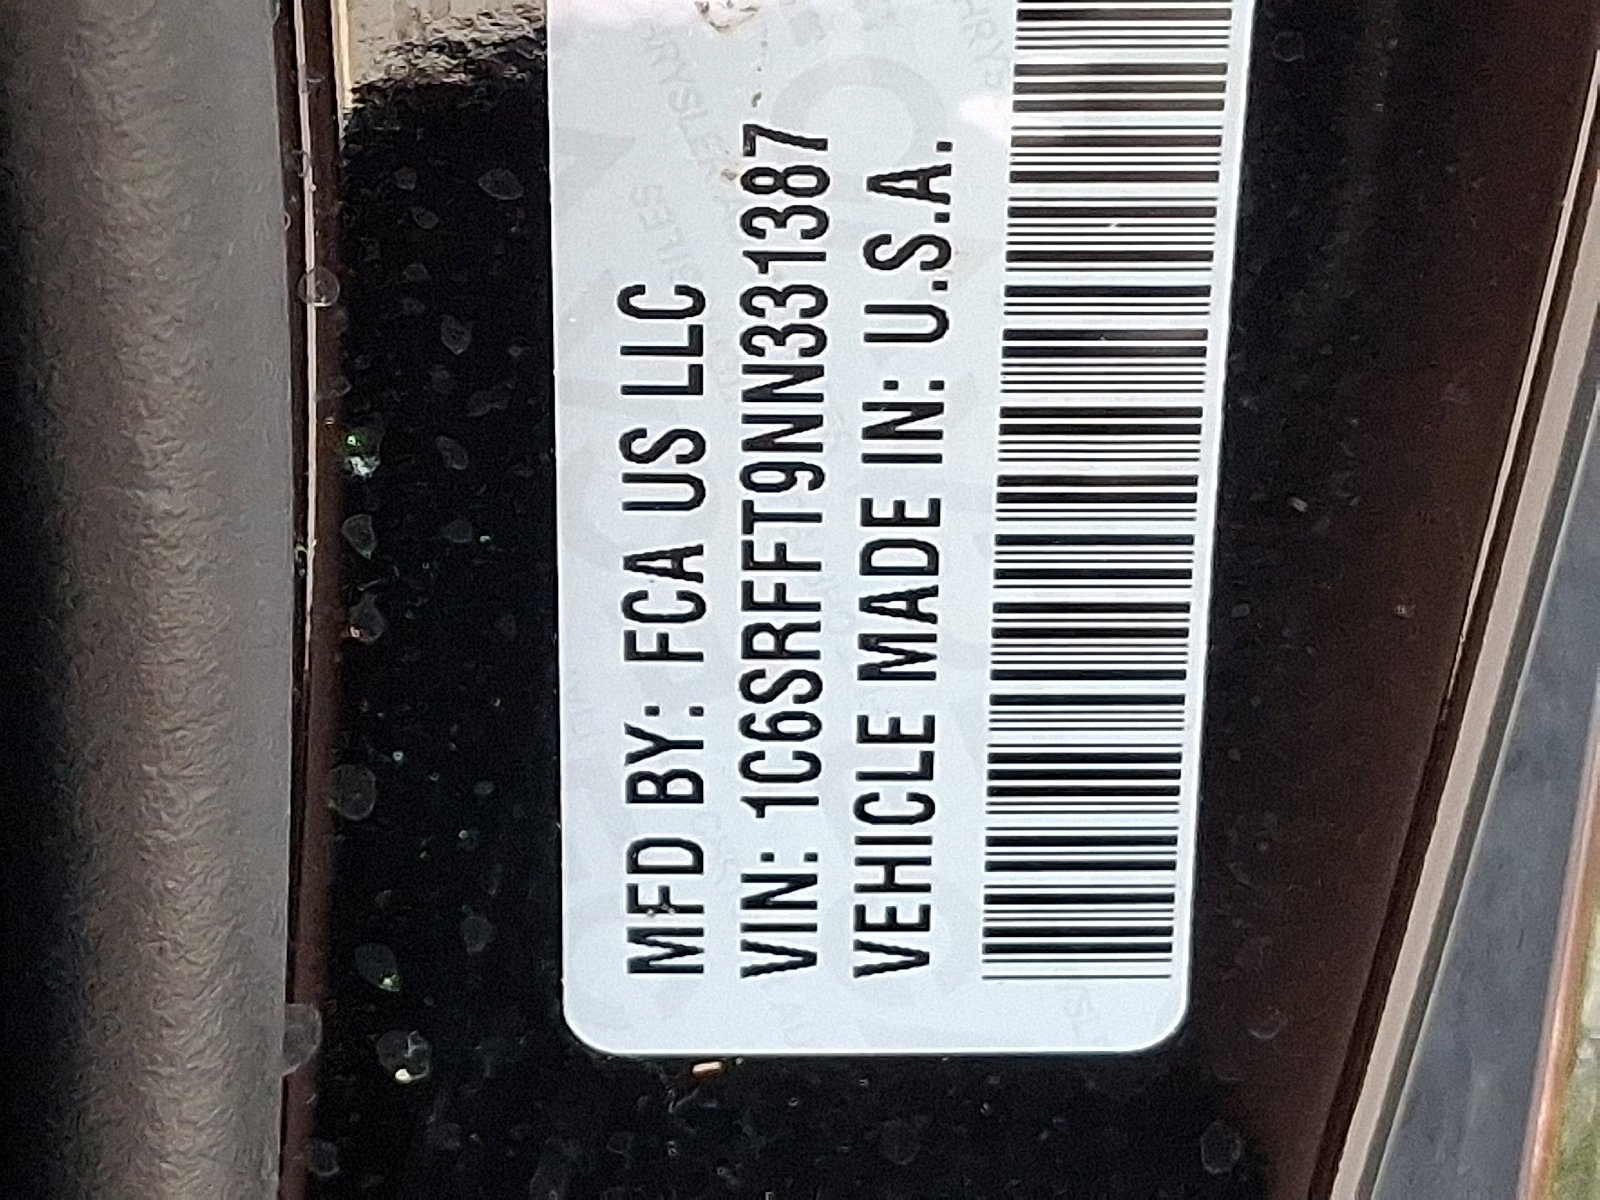 MFD BY: FCA US LLC
VIN: 1C6SRFFT9NN331387
VEHICLE MADE IN: U.S.A.